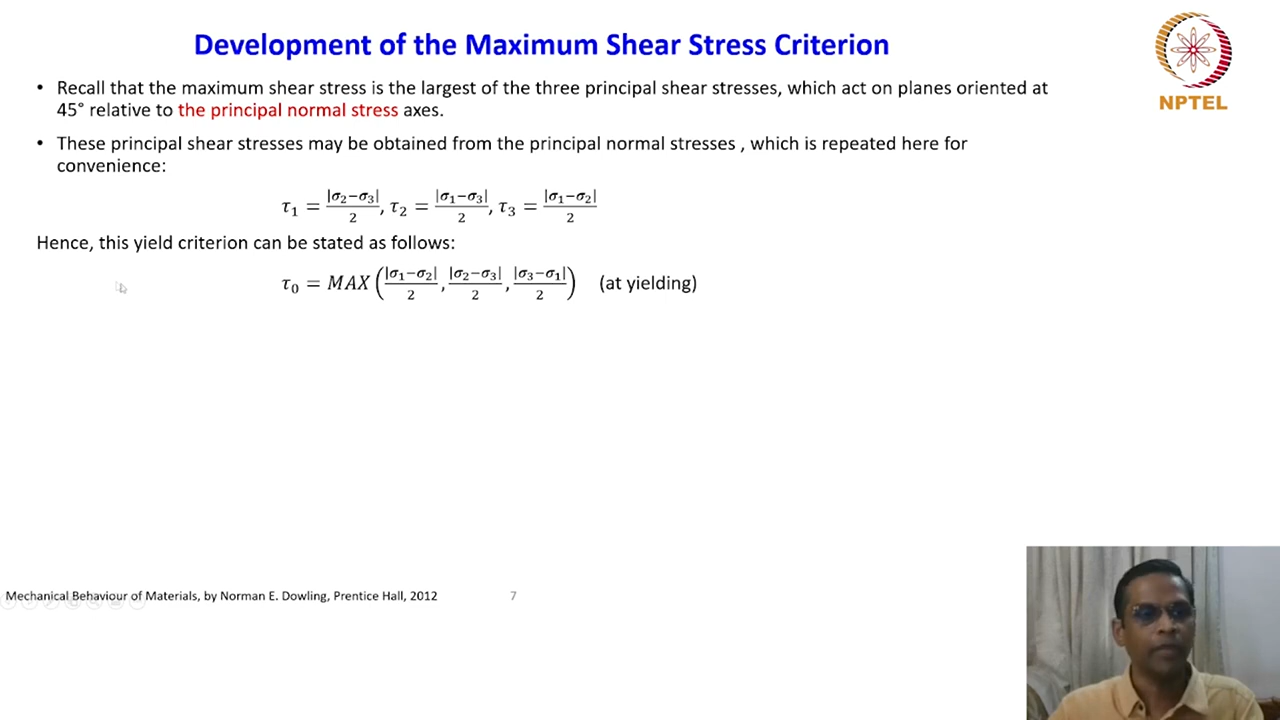 Development of the Maximum Shear Stress Criterion
NPTEL
• Recall that the maximum shear stress is the largest of the three principal shear stresses, which act on planes oriented at
45° relative to the principal normal stress axes.
• These principal shear stresses may be obtained from the principal normal stresses , which is repeated here for
convenience:
τ₁ = |σ₂−σ₃|/2, τ₂ = |σ₁−σ₃|/2, τ₃ = |σ₁−σ₂|/2
Hence, this yield criterion can be stated as follows:
τ₀ = MAX(|σ₁−σ₂|/2, |σ₂−σ₃|/2, |σ₃−σ₁|/2) (at yielding)
Mechanical Behaviour of Materials, by Norman E. Dowling, Prentice Hall, 2012
7